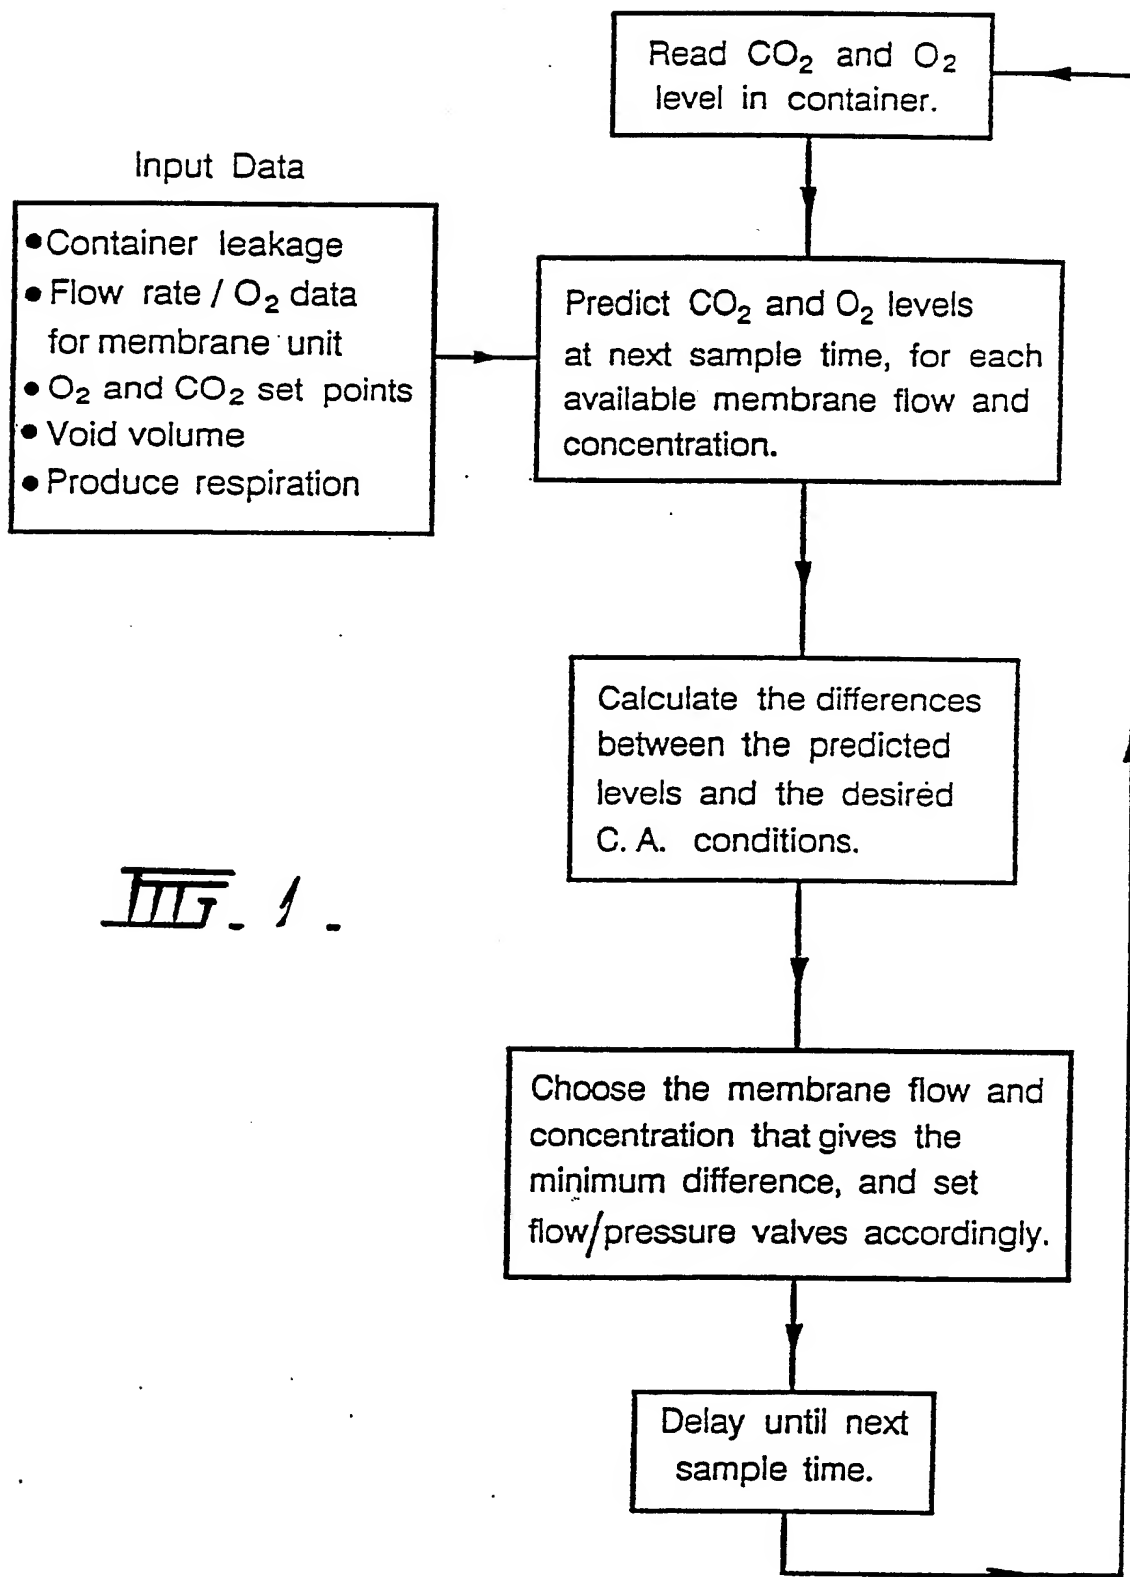 Read CO₂ and O₂
level in container.
Input Data
• Container leakage
• Flow rate / O₂ data
for membrane unit
• O₂ and CO₂ set points
• Void volume
• Produce respiration
Predict CO₂ and O₂ levels
at next sample time, for each
available membrane flow and
concentration.
Calculate the differences
between the predicted
levels and the desired
C. A. conditions.
Choose the membrane flow and
concentration that gives the
minimum difference, and set
flow/pressure valves accordingly.
Delay until next
sample time.
FIG. 1.